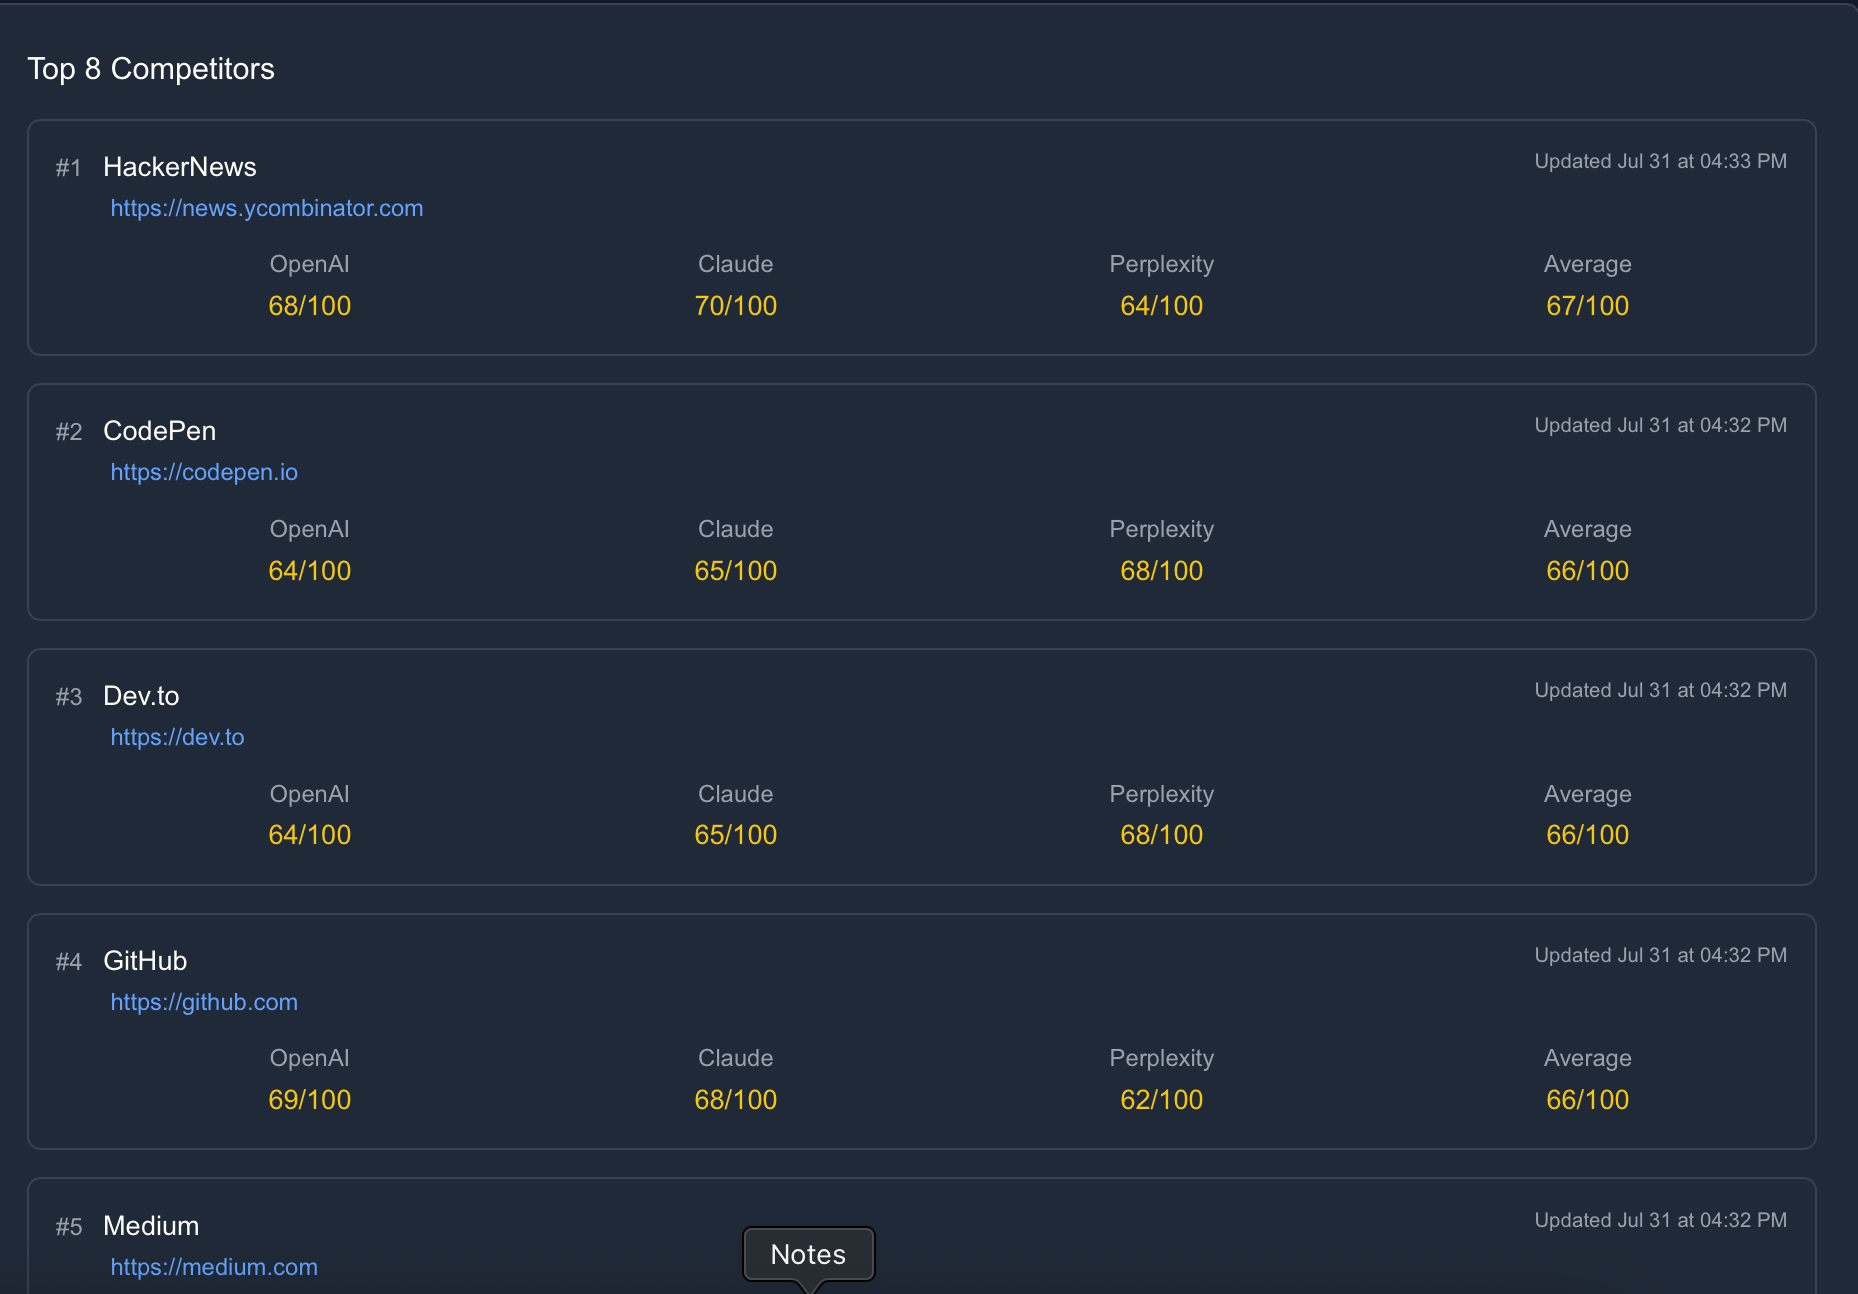 Top 8 Competitors
#1 HackerNews Updated Jul 31 at 04:33 PM
https://news.ycombinator.com
OpenAI Claude Perplexity Average
68/100 70/100 64/100 67/100
#2 CodePen Updated Jul 31 at 04:32 PM
https://codepen.io
OpenAI Claude Perplexity Average
64/100 65/100 68/100 66/100
#3 Dev.to Updated Jul 31 at 04:32 PM
https://dev.to
OpenAI Claude Perplexity Average
64/100 65/100 68/100 66/100
#4 GitHub Updated Jul 31 at 04:32 PM
https://github.com
OpenAI Claude Perplexity Average
69/100 68/100 62/100 66/100
#5 Medium Updated Jul 31 at 04:32 PM
Notes
https://medium.com